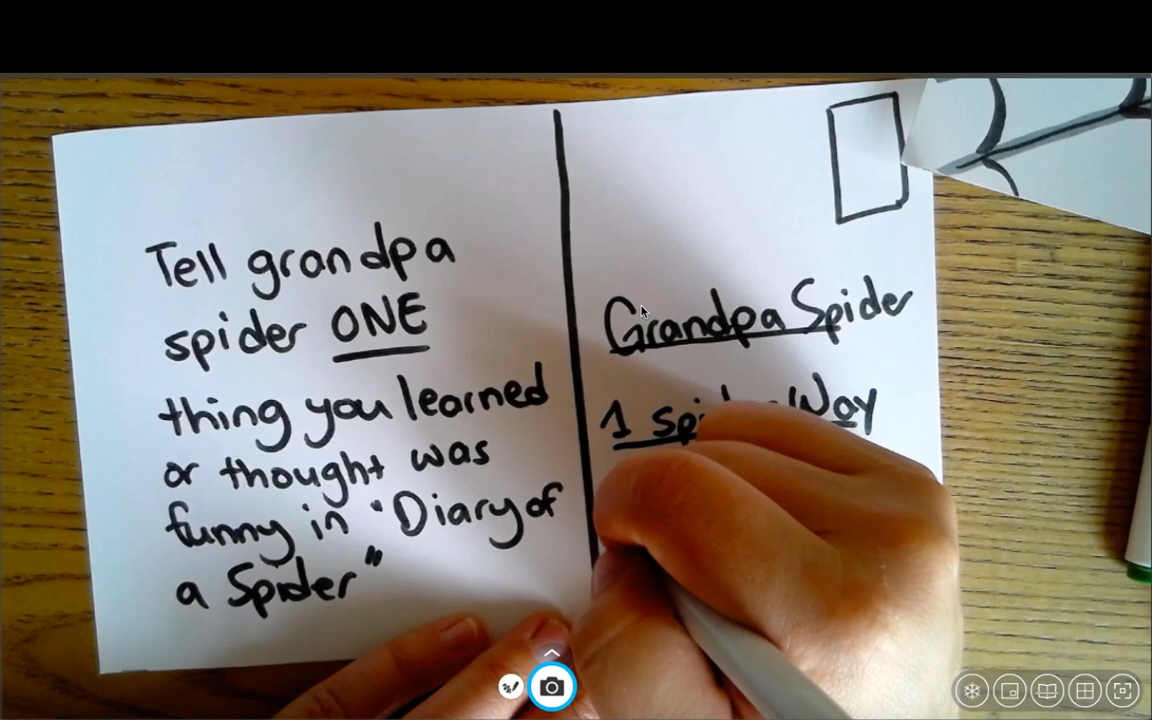 Tell grandpa
spider ONE
thing you learned
or thought was
funny in "Diary of
a Spider"
Grandpa Spider
1 spider Way